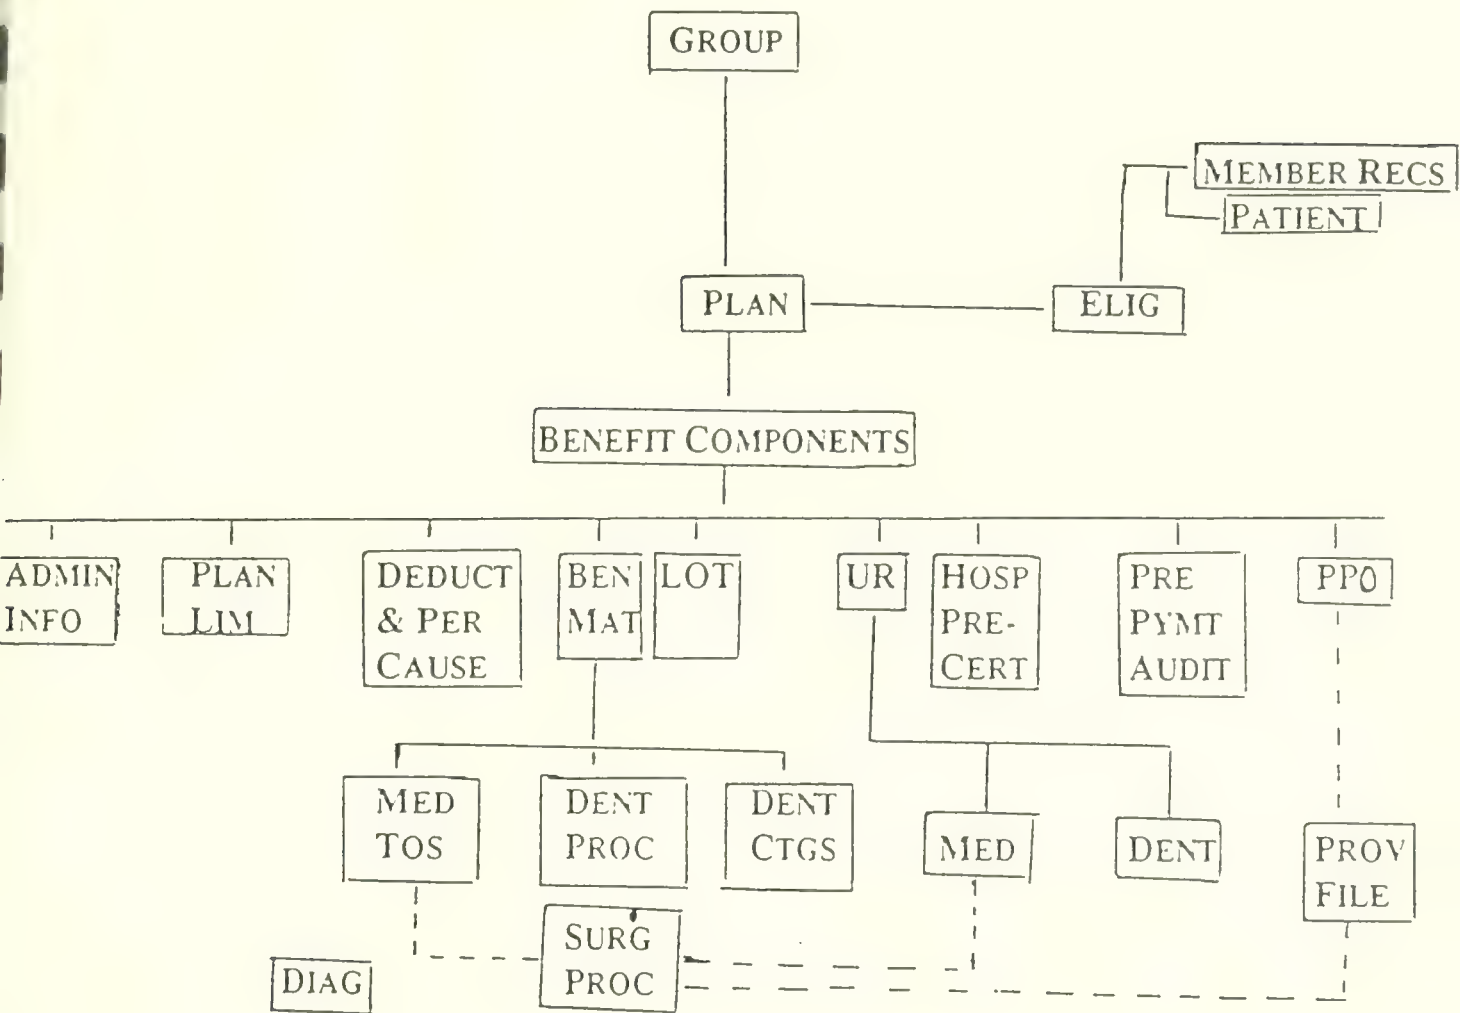 GROUP
MEMBER RECS
PATIENT
PLAN
ELIG
BENEFIT COMPONENTS
ADMIN
INFO
PLAN
LIM
DEDUCT
& PER
CAUSE
BEN
MAT
LOT
UR
HOSP
PRE-
CERT
PRE
PYMT
AUDIT
PPO
MED
TOS
DENT
PROC
DENT
CTGS
MED
DENT
PROV
FILE
SURG
PROC
DIAG